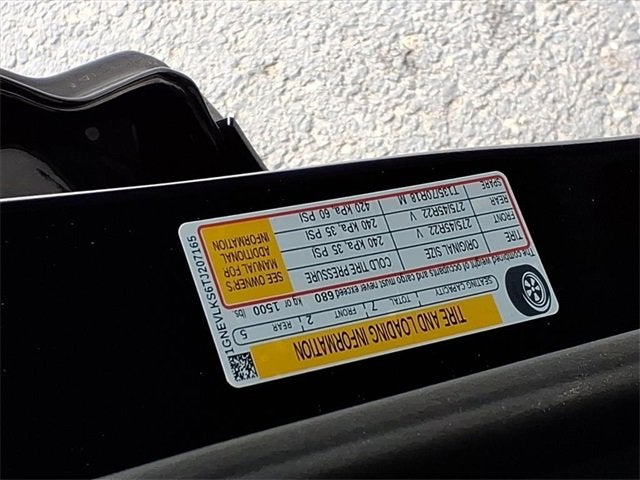 TIRE AND LOADING INFORMATION
SEATING CAPACITY TOTAL 7 FRONT 2 REAR 5
The combined weight of occupants and cargo should never exceed 680 kg or 1500 lbs.
TIRE ORIGINAL SIZE COLD TIRE PRESSURE
FRONT 275/45R22 V 240 kPa, 35 PSI
REAR 275/45R22 V 240 kPa, 35 PSI
SPARE T135/70R18 M 420 kPa, 60 PSI
SEE OWNER'S
MANUAL FOR
ADDITIONAL
INFORMATION
1GNEVLKS6TJ207165